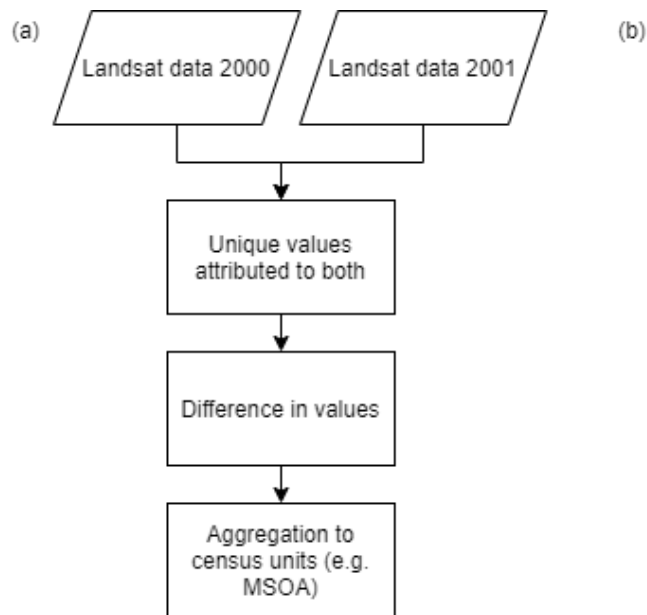 (a)
Landsat data 2000
Landsat data 2001
(b)
Unique values
attributed to both
Difference in values
Aggregation to
census units (e.g.
MSOA)